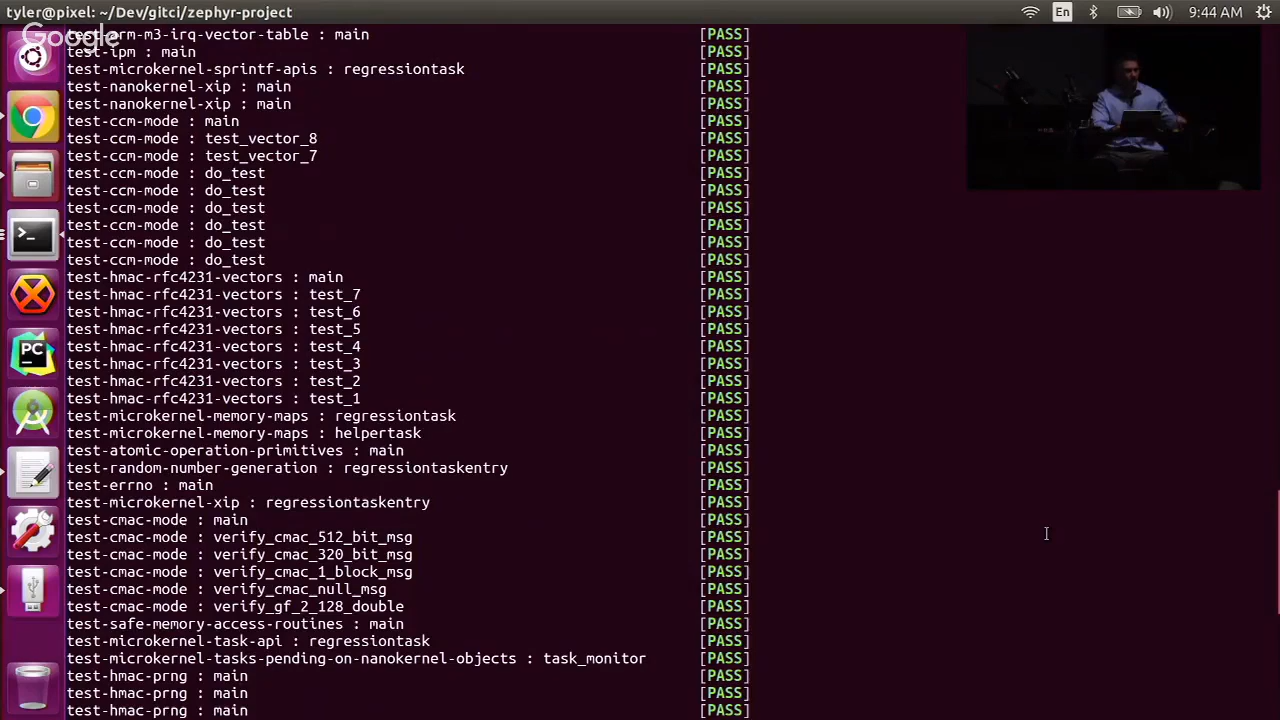 tyler@pixel: ~/Dev/gitci/zephyr-project En 9:44 AM
Google
test-arm-m3-irq-vector-table : main [PASS]
test-ipm : main [PASS]
test-microkernel-sprintf-apis : regressiontask [PASS]
test-nanokernel-xip : main [PASS]
test-nanokernel-xip : main [PASS]
test-ccm-mode : main [PASS]
test-ccm-mode : test_vector_8 [PASS]
test-ccm-mode : test_vector_7 [PASS]
test-ccm-mode : do_test [PASS]
test-ccm-mode : do_test [PASS]
test-ccm-mode : do_test [PASS]
test-ccm-mode : do_test [PASS]
test-ccm-mode : do_test [PASS]
test-ccm-mode : do_test [PASS]
test-hmac-rfc4231-vectors : main [PASS]
test-hmac-rfc4231-vectors : test_7 [PASS]
test-hmac-rfc4231-vectors : test_6 [PASS]
test-hmac-rfc4231-vectors : test_5 [PASS]
test-hmac-rfc4231-vectors : test_4 [PASS]
test-hmac-rfc4231-vectors : test_3 [PASS]
test-hmac-rfc4231-vectors : test_2 [PASS]
test-hmac-rfc4231-vectors : test_1 [PASS]
test-microkernel-memory-maps : regressiontask [PASS]
test-microkernel-memory-maps : helpertask [PASS]
test-atomic-operation-primitives : main [PASS]
test-random-number-generation : regressiontaskentry [PASS]
test-errno : main [PASS]
test-microkernel-xip : regressiontaskentry [PASS]
test-cmac-mode : main [PASS]
test-cmac-mode : verify_cmac_512_bit_msg [PASS]
test-cmac-mode : verify_cmac_320_bit_msg [PASS]
test-cmac-mode : verify_cmac_1_block_msg [PASS]
test-cmac-mode : verify_cmac_null_msg [PASS]
test-cmac-mode : verify_gf_2_128_double [PASS]
test-safe-memory-access-routines : main [PASS]
test-microkernel-task-api : regressiontask [PASS]
test-microkernel-tasks-pending-on-nanokernel-objects : task_monitor [PASS]
test-hmac-prng : main [PASS]
test-hmac-prng : main [PASS]
test-hmac-prng : main [PASS]
PC